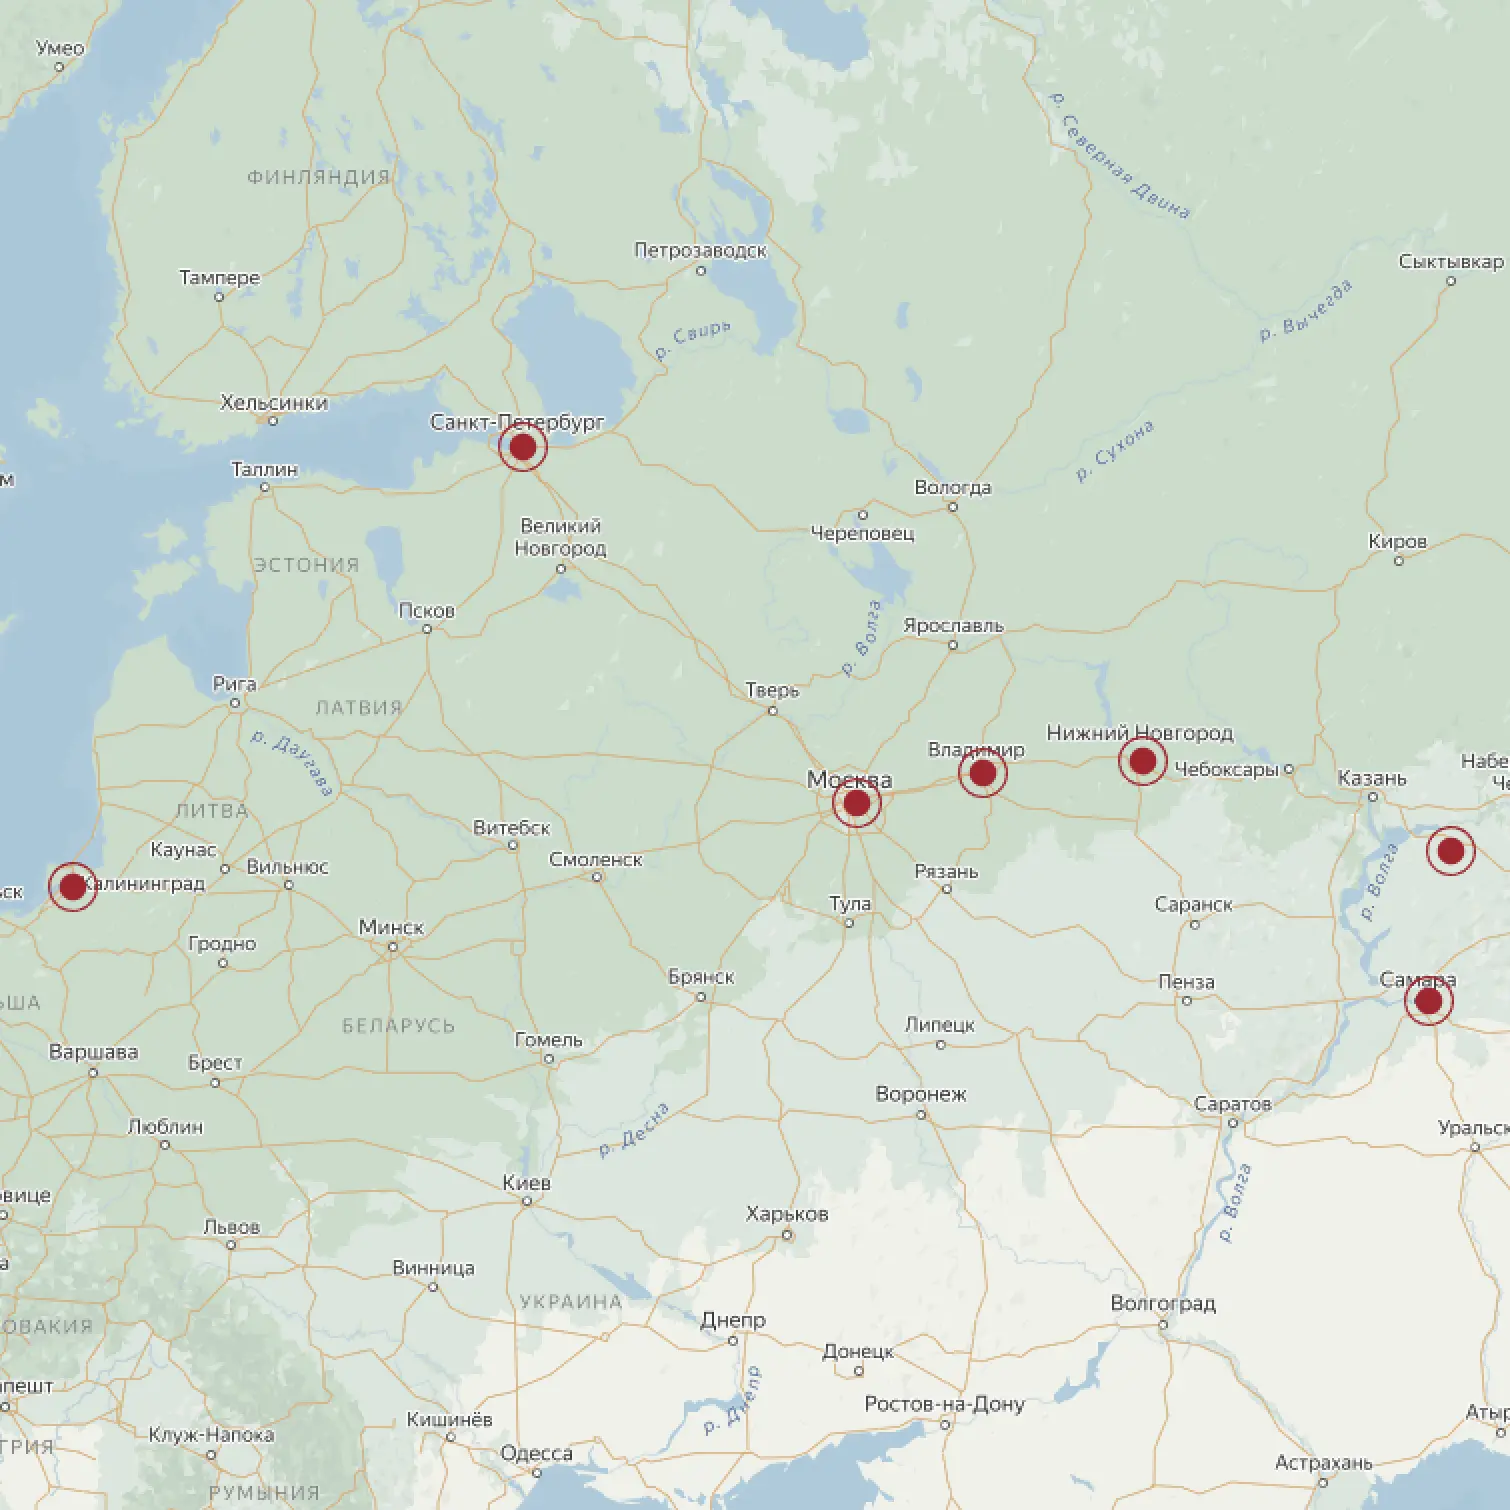 Умео
р. Северная Двина
ФИНЛЯНДИЯ
Петрозаводск
Сыктывкар
Тампере
р. Вычегда
р. Свирь
Хельсинки
Санкт-Петербург
р. Сухона
Таллин
Вологда
Великий
Новгород
Череповец
Киров
ЭСТОНИЯ
Псков
р. Волга
Ярославль
Рига
Тверь
ЛАТВИЯ
р. Даугава
Владимир
Нижний Новгород
Чебоксары
Казань
Набе
Че
Москва
ЛИТВА
Витебск
Каунас
Вильнюс
Смоленск
Рязань
р. Волга
ск
Калининград
Тула
Саранск
Минск
Гродно
Брянск
Пенза
Самара
ЬША
БЕЛАРУСЬ
Липецк
Гомель
Варшава
Брест
Воронеж
Саратов
Люблин
р. Десна
Уральск
Киев
вице
р. Волга
Львов
Харьков
Винница
УКРАИНА
Волгоград
ОВАКИЯ
Днепр
Донецк
пешт
р. Днепр
Ростов-на-Дону
Кишинёв
Атыр
Клуж-Напока
ГРИЯ
Одесса
Астрахань
РУМЫНИЯ